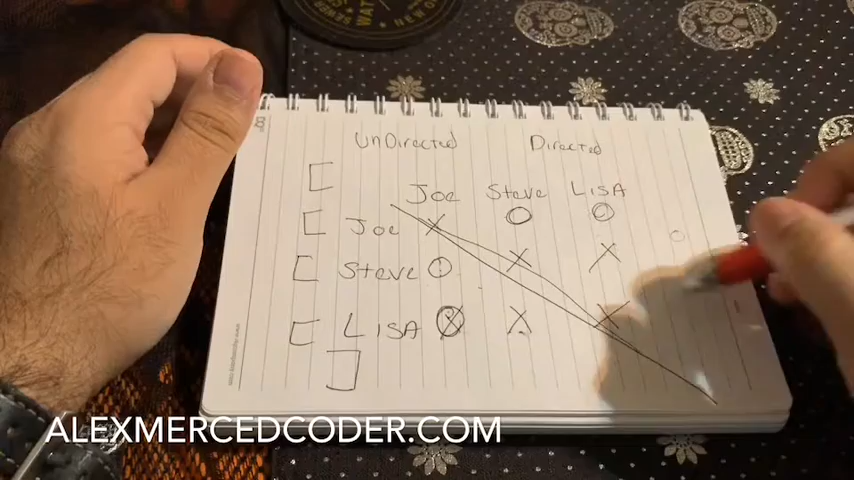 UnDirected Directed
Joe Steve LISA
Joe X O O
Steve O X X
LISA X X X
ALEXMERCEDCODER.COM